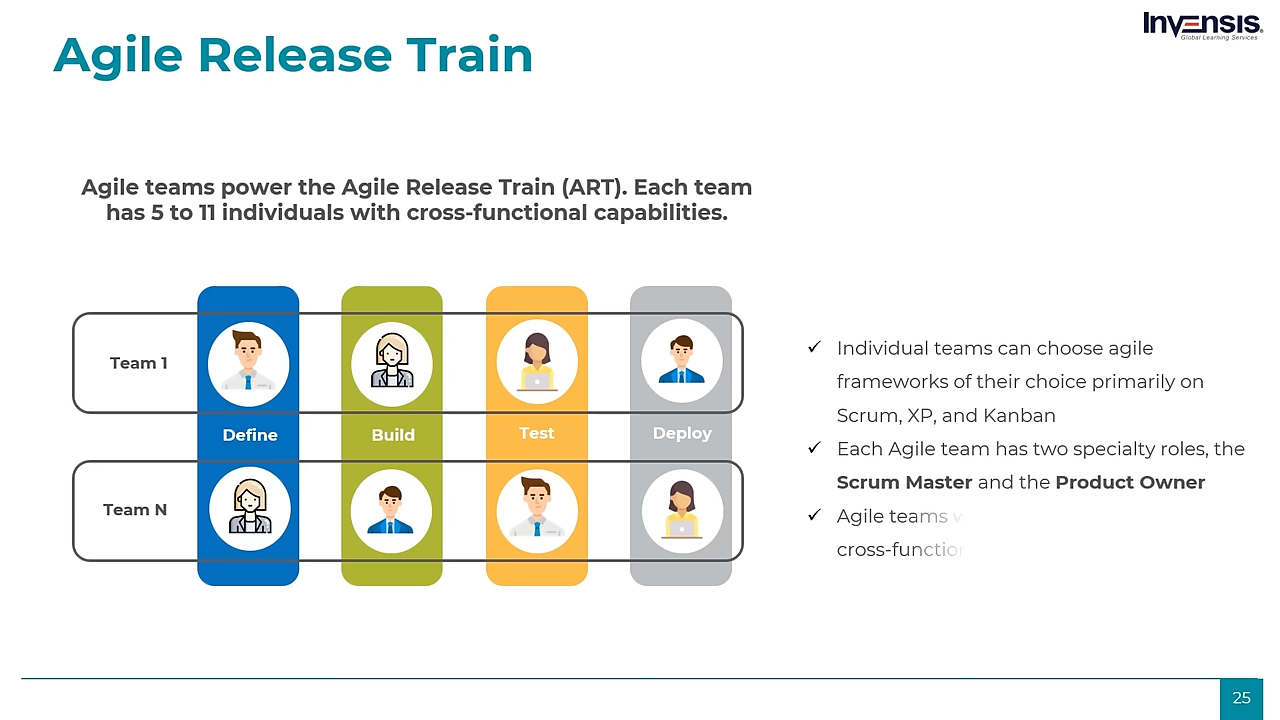 Invensis
Global Learning Services
Agile Release Train
Agile teams power the Agile Release Train (ART). Each team
has 5 to 11 individuals with cross-functional capabilities.
Team 1
Define
Build
Test
Deploy
Team N
✓ Individual teams can choose agile
frameworks of their choice primarily on
Scrum, XP, and Kanban
✓ Each Agile team has two specialty roles, the
Scrum Master and the Product Owner
✓ Agile teams
25